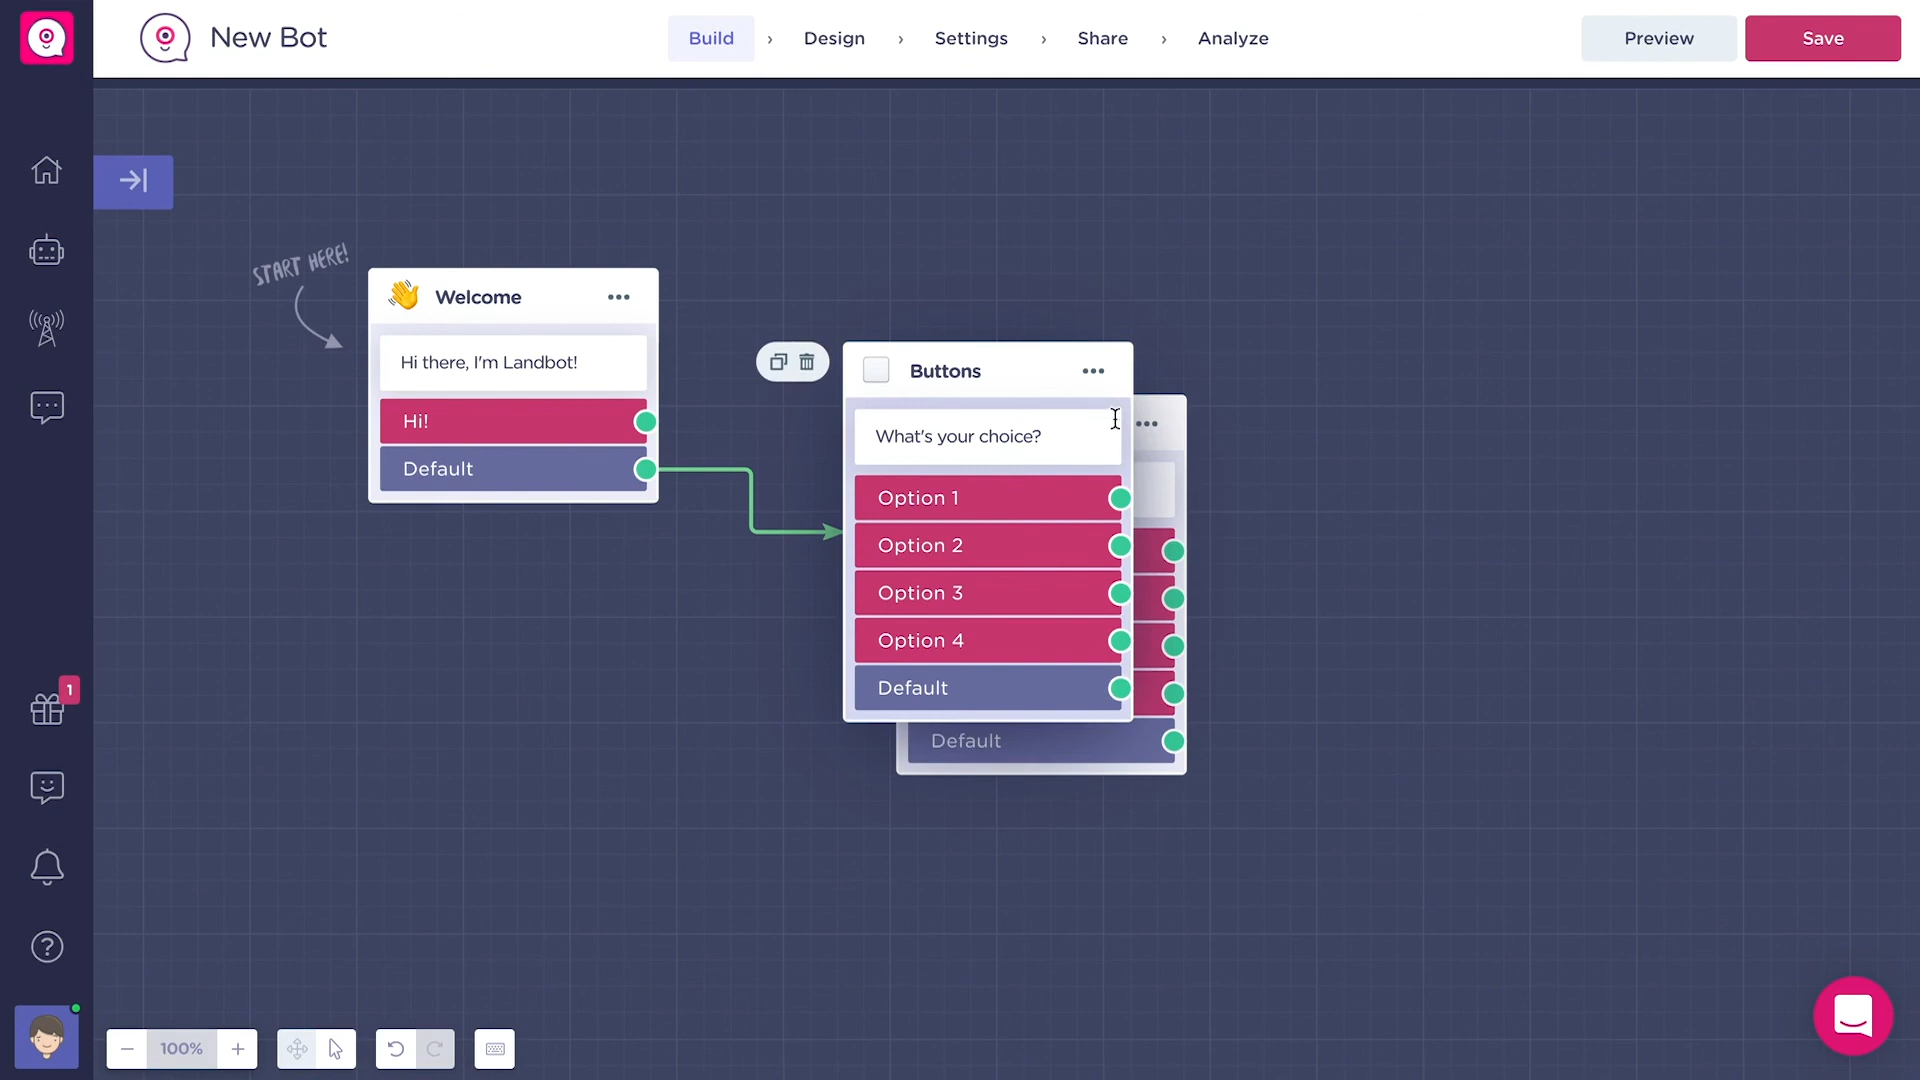 New Bot
Build
Design
Settings
Share
Analyze
Preview
Save
START HERE!
Welcome
Hi there, I'm Landbot!
Hi!
Default
Buttons
What's your choice?
Option 1
Option 2
Option 3
Option 4
Default
Default
1
100%